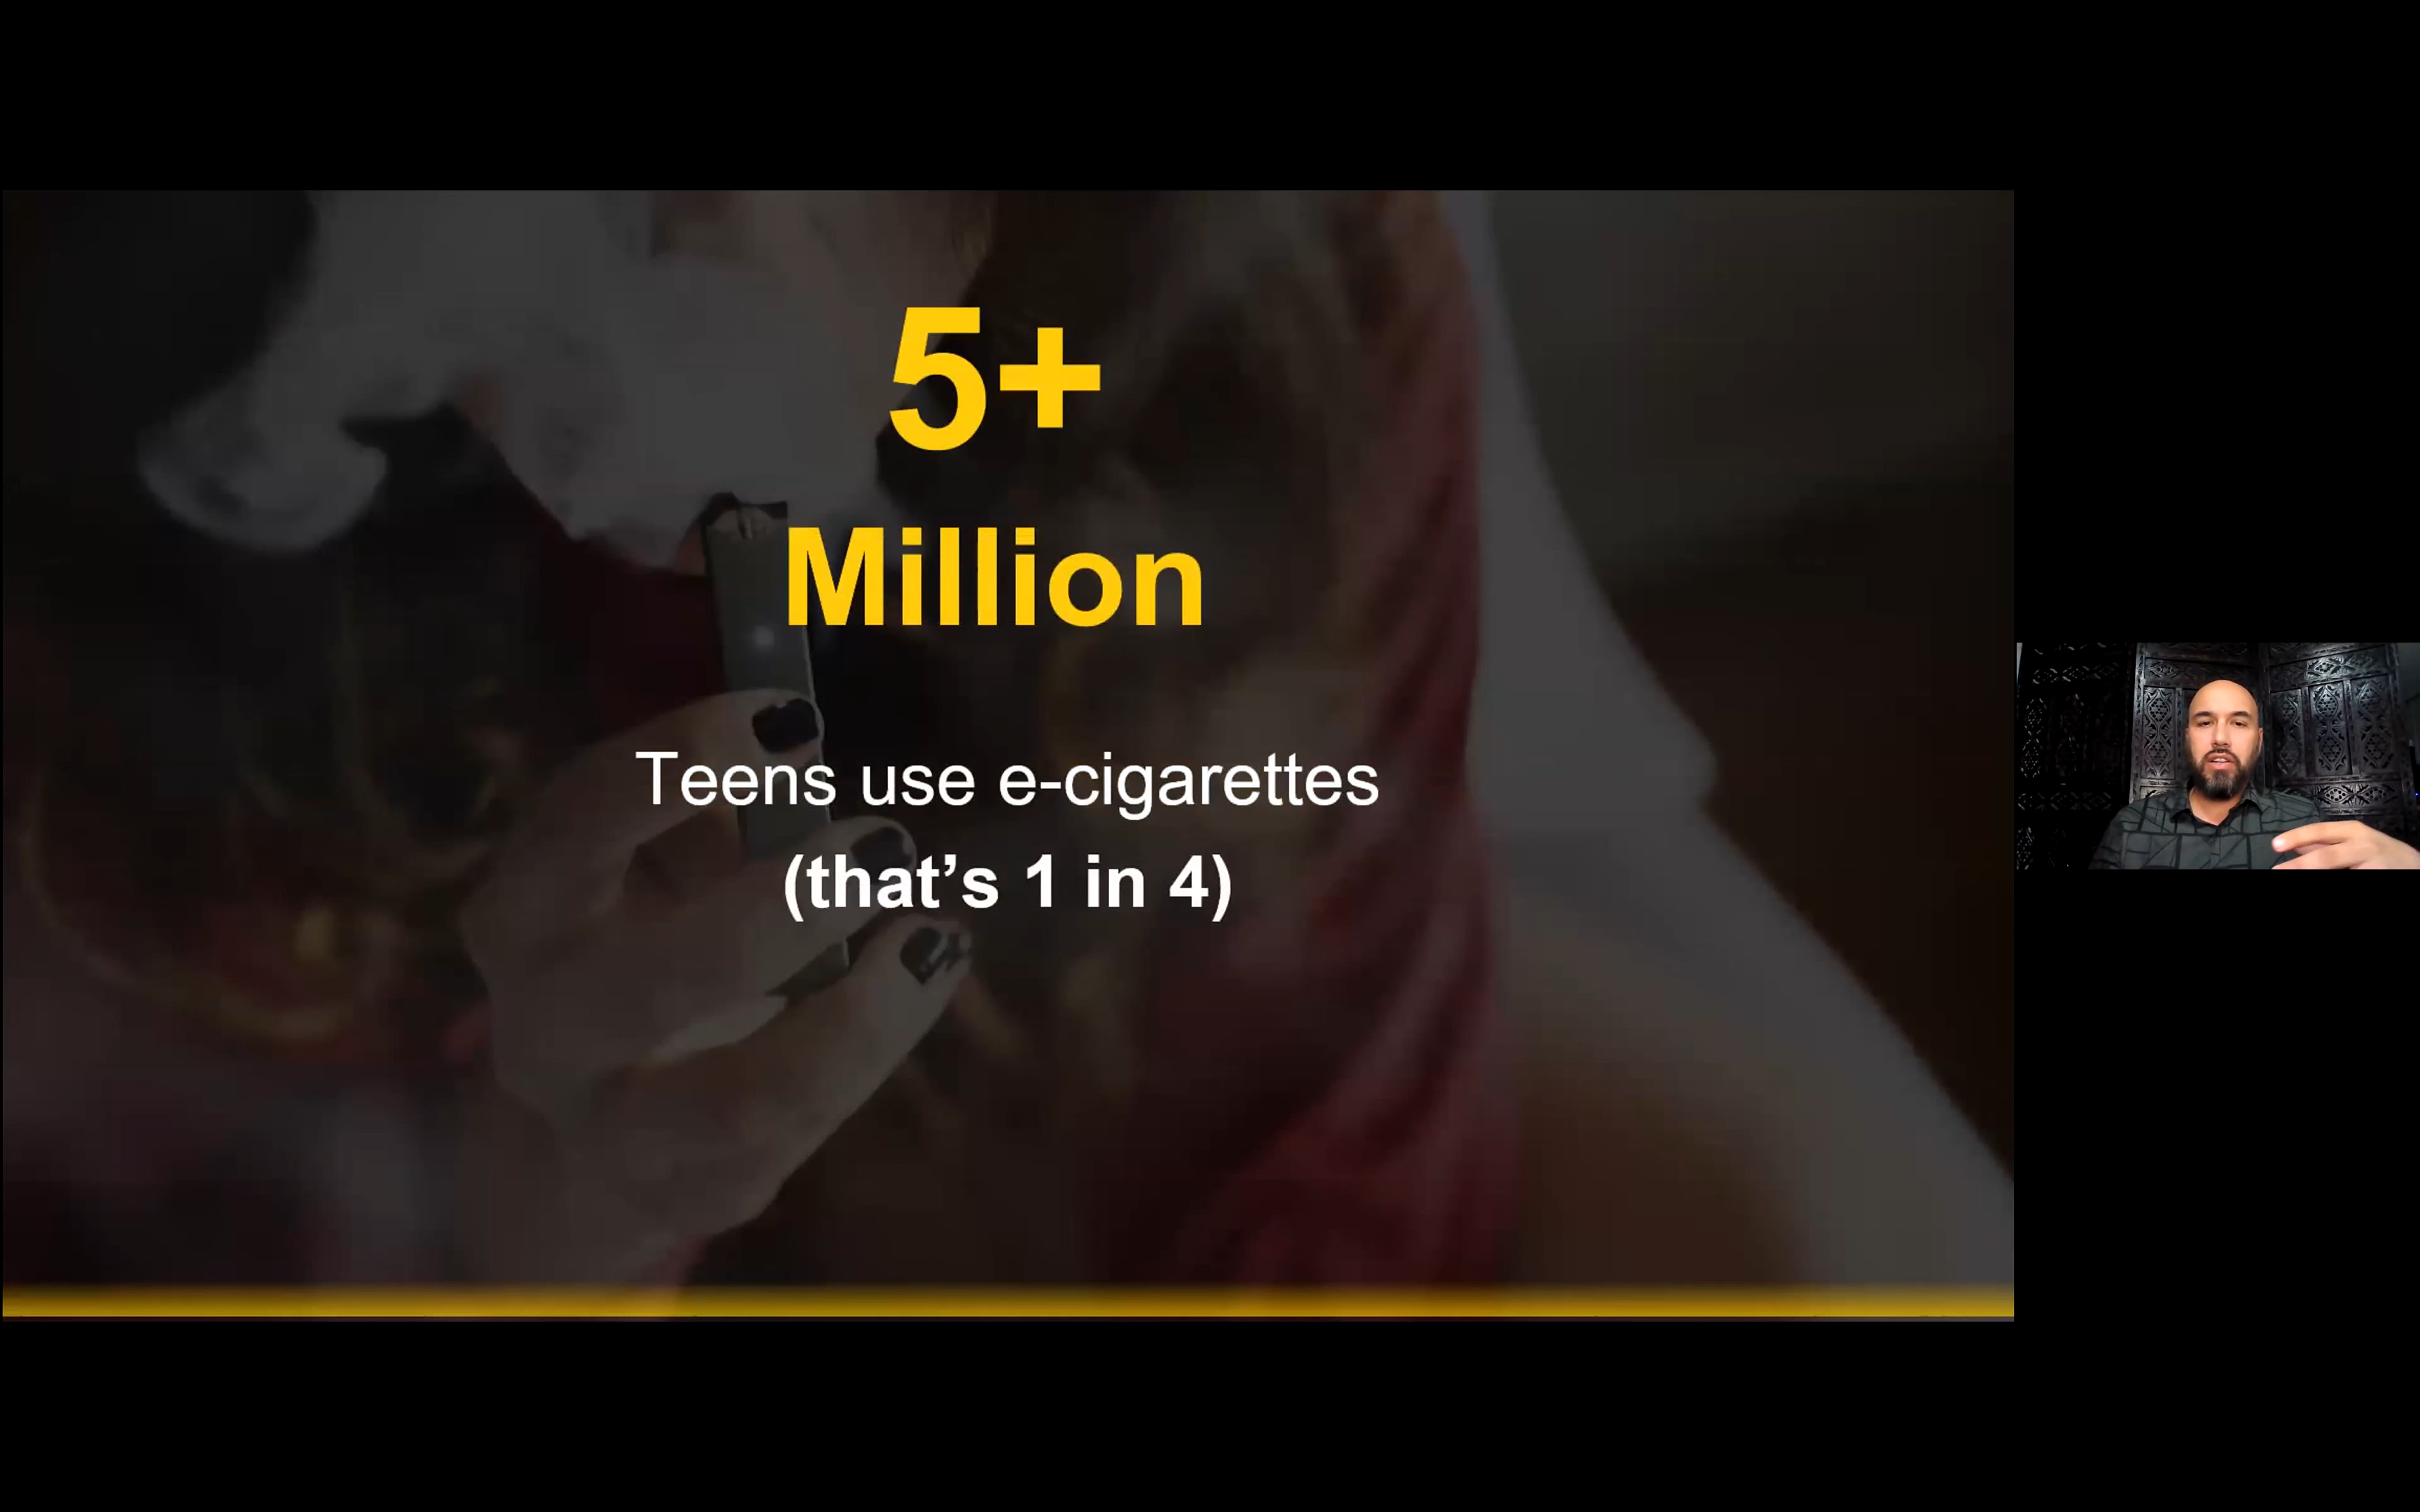 5+
Million
Teens use e-cigarettes
(that’s 1 in 4)